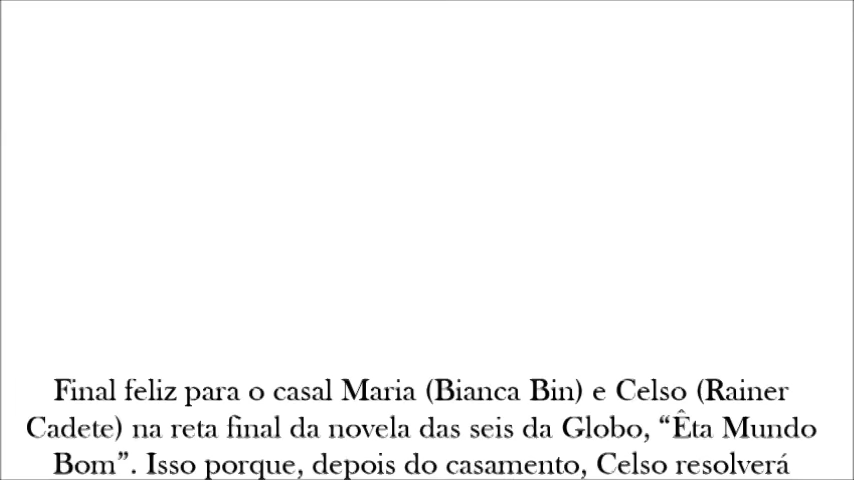 Final feliz para o casal Maria (Bianca Bin) e Celso (Rainer
Cadete) na reta final da novela das seis da Globo, “Êta Mundo
Bom”. Isso porque, depois do casamento, Celso resolverá